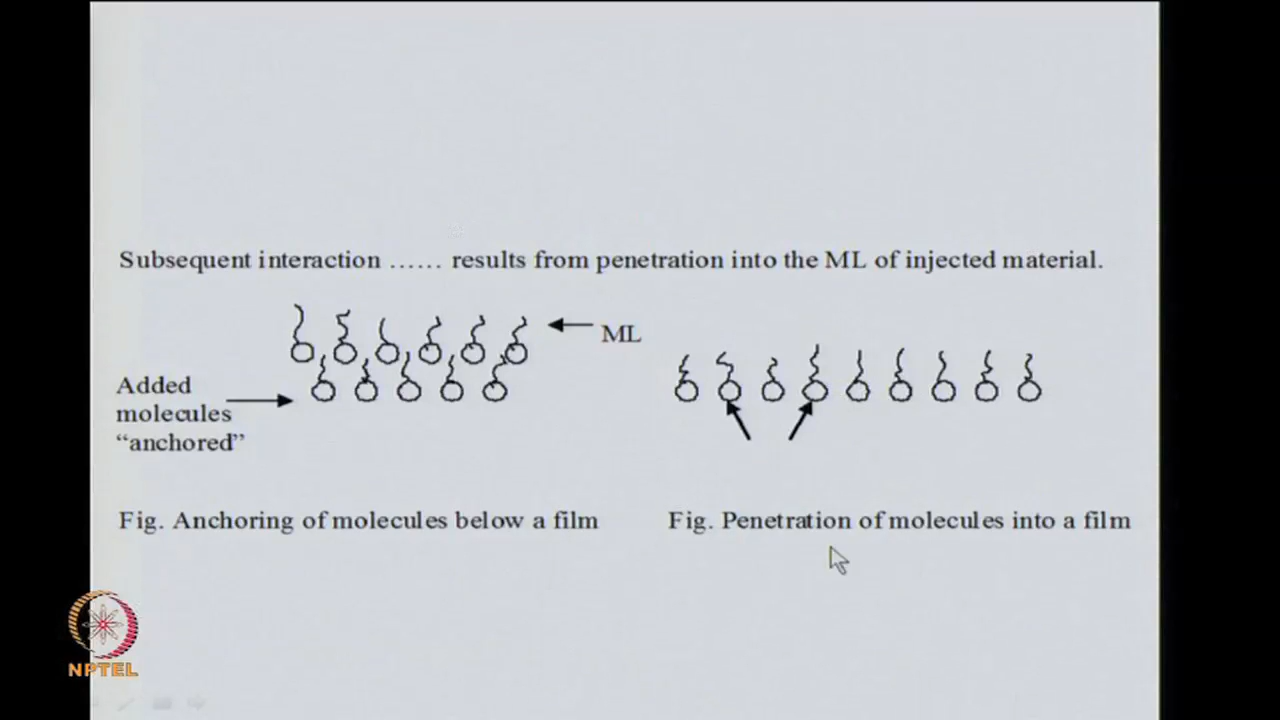 Subsequent interaction …… results from penetration into the ML of injected material.
ML
Added
molecules
“anchored”
Fig. Anchoring of molecules below a film
Fig. Penetration of molecules into a film
NPTEL